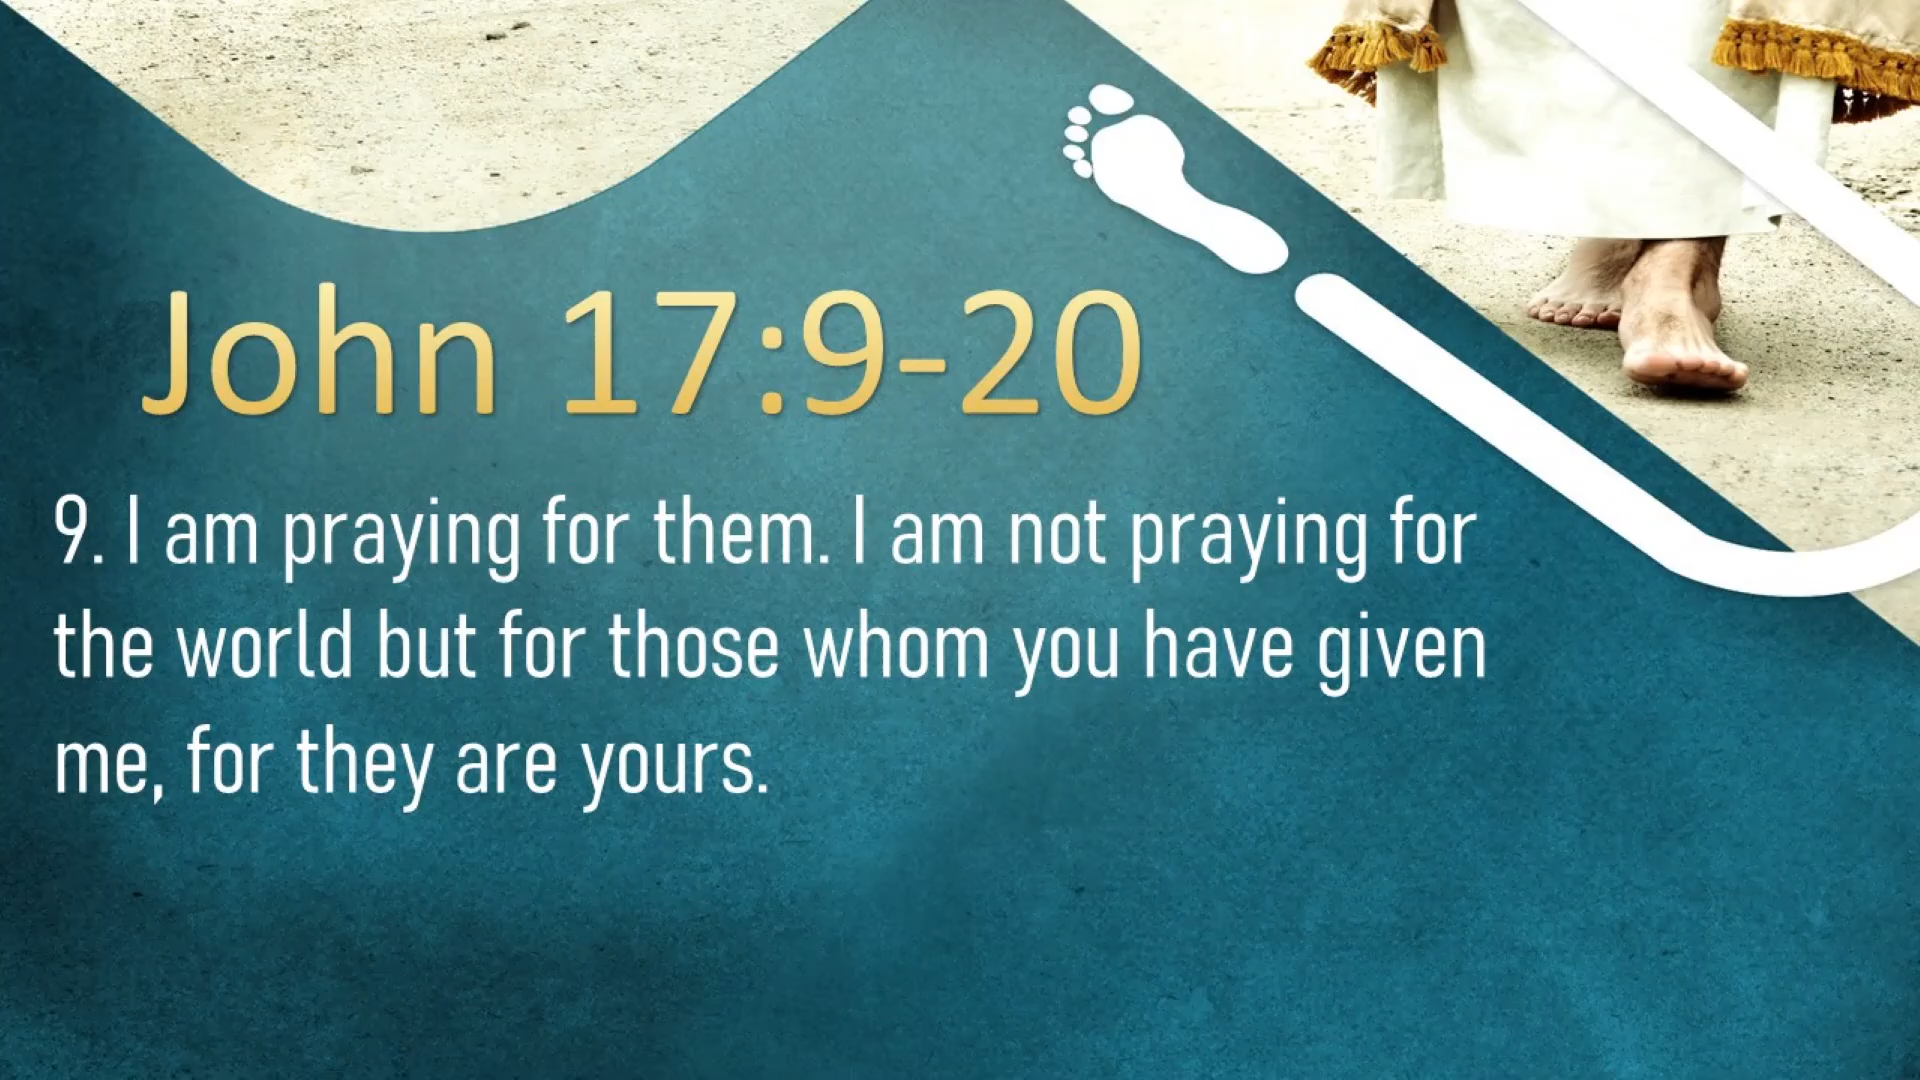 John 17:9-20
9. I am praying for them. I am not praying for
the world but for those whom you have given
me, for they are yours.